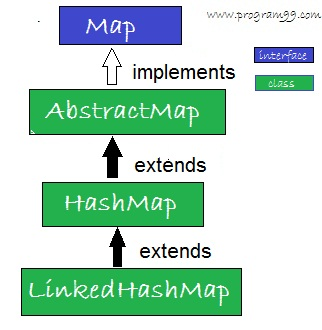 www.program99.com
Map
interface
implements
class
AbstractMap
extends
HashMap
extends
LinkedHashMap